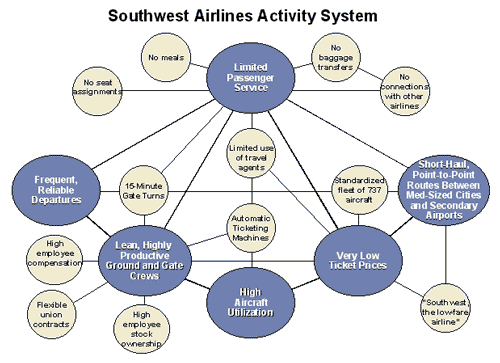 Southwest Airlines Activity System
No meals
Limited
Passenger
Service
No
baggage
transfers
No seat
assignments
No
connections
with other
airlines
Limited use
of travel
agents
Frequent,
Reliable
Departures
15-Minute
Gate Turns
Standardized
fleet of 737
aircraft
Short-Haul,
Point-to-Point
Routes Between
Med-Sized Cities
and Secondary
Airports
Automatic
Ticketing
Machines
High
employee
compensation
Lean, Highly
Productive
Ground and Gate
Crews
Very Low
Ticket Prices
High
Aircraft
Utilization
Flexible
union
contracts
High
employee
stock
ownership
"Southwest
the lowfare
airline"